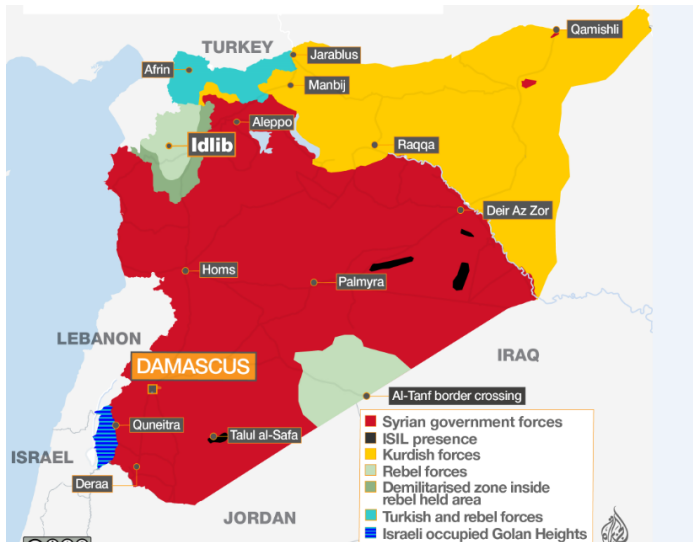 TURKEY
Jarablus
Qamishli
Afrin
Manbij
Aleppo
Idlib
Raqqa
Deir Az Zor
Homs
Palmyra
LEBANON
IRAQ
DAMASCUS
Al-Tanf border crossing
Quneitra
Talul al-Safa
ISRAEL
Deraa
JORDAN
Syrian government forces
ISIL presence
Kurdish forces
Rebel forces
Demilitarised zone inside
rebel held area
Turkish and rebel forces
Israeli occupied Golan Heights